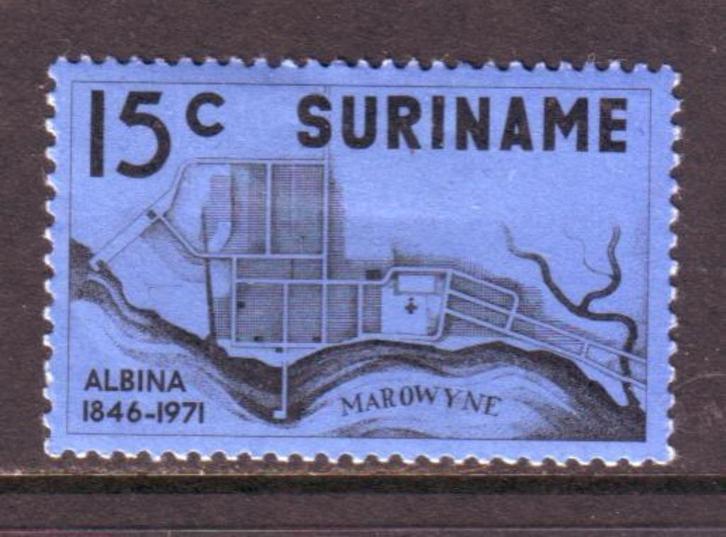 15c SURINAME
ALBINA
1846-1971
MAROWYNE